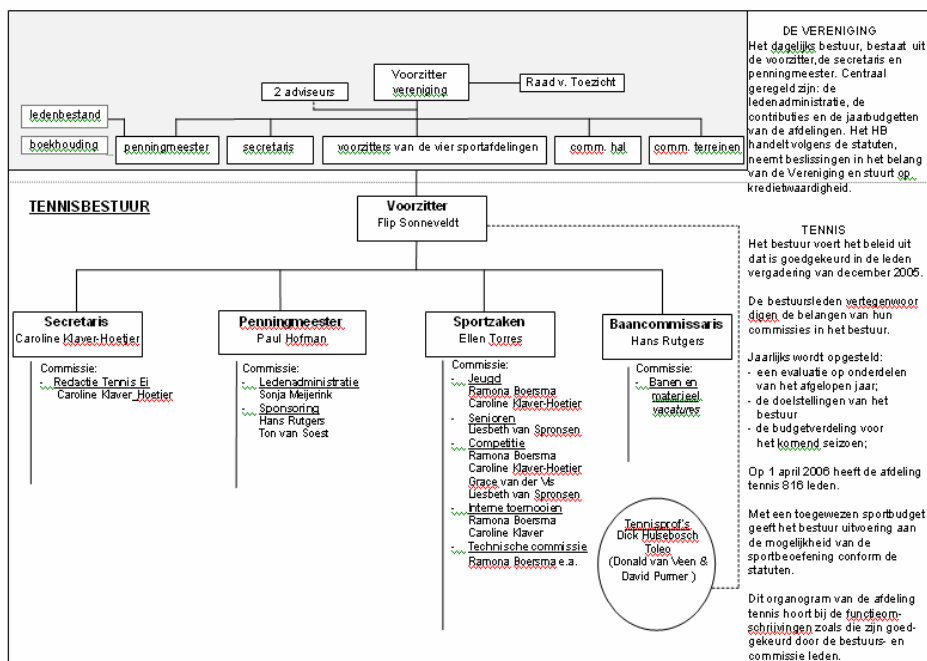 Voorzitter
vereniging
Raad v. Toezicht
2 adviseurs
ledenbestand
boekhouding
penningmeester
secretaris
voorzitters van de vier sportafdelingen
comm. hal
comm. terreinen
DE VERENIGING
Het dagelijks bestuur, bestaat uit
de voorzitter,de secretaris en
penningmeester. Centraal
geregeld zijn: de
ledenadministratie, de
contributies en de jaarbudgetten
van de afdelingen. Het HB
handelt volgens de statuten,
neemt beslissingen in het belang
van de Vereniging en stuurt op
kredietwaardigheid.
TENNISBESTUUR
Voorzitter
Flip Sonneveldt
Secretaris
Caroline Klaver-Hoetjer
Commissie:
- Redactie Tennis Ei
Caroline Klaver_Hoetier
Penningmeester
Paul Hofman
Commissie:
- Ledenadministratie
Sonja Meijerink
- Sponsoring
Hans Rutgers
Ton van Soest
Sportzaken
Ellen Torres
Commissie:
- Jeugd
Ramona Boersma
Caroline Klaver-Hoetier
- Senioren
Liesbeth van Spronsen
- Competitie
Ramona Boersma
Caroline Klaver-Hoetier
Grace van der Vis
Liesbeth van Spronsen
- Interne toernooien
Ramona Boersma
Caroline Klaver
- Technische commissie
Ramona Boersma e.a.
Baancommissaris
Hans Rutgers
Commissie:
- Banen en
materieel
vacatures
Tennisprof's
Dick Hulsebosch
Toleo
(Donald van Veen &
David Purmer )
TENNIS
Het bestuur voert het beleid uit
dat is goedgekeurd in de leden
vergadering van december 2005.
De bestuursleden vertegenwoor
digen de belangen van hun
commissies in het bestuur.
Jaarlijks wordt opgesteld:
- een evaluatie op onderdelen
van het afgelopen jaar;
- de doelstellingen van het
bestuur
- de budgetverdeling voor
het komend seizoen;
Op 1 april 2006 heeft de afdeling
tennis 816 leden.
Met een toegewezen sportbudget
geeft het bestuur uitvoering aan
de mogelijkheid van de
sportbeoefening conform de
statuten.
Dit organogram van de afdeling
tennis hoort bij de functieom-
schrijvingen zoals die zijn goed-
gekeurd door de bestuurs- en
commissie leden.